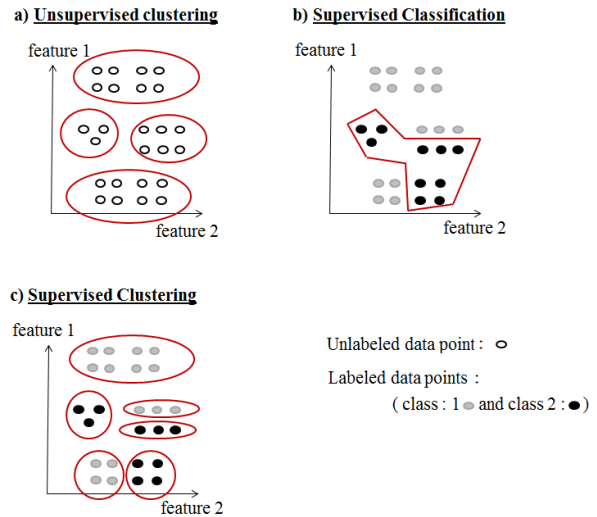 a) Unsupervised clustering
b) Supervised Classification
feature 1
feature 1
feature 2
feature 2
c) Supervised Clustering
feature 1
Unlabeled data point :
Labeled data points :
( class : 1 and class 2 : )
feature 2